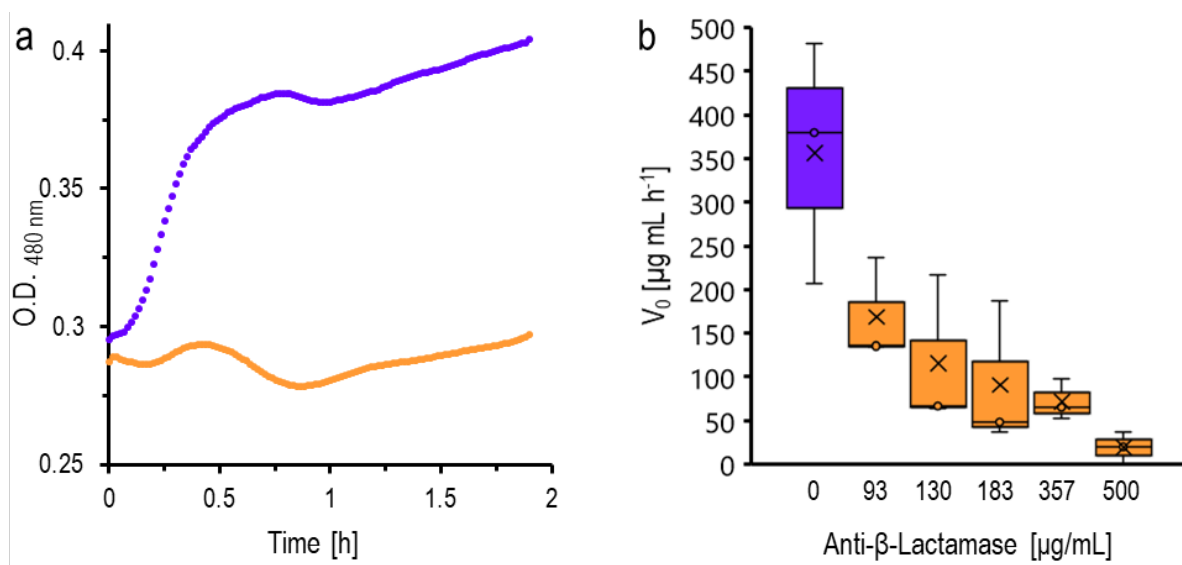 a
0.4
0.35
0.3
0.25
O.D. 480 nm
0
0.5
1
1.5
2
Time [h]
b
500
450
400
350
300
250
200
150
100
50
0
V₀ [µg mL h⁻¹]
0 93 130 183 357 500
Anti-β-Lactamase [µg/mL]